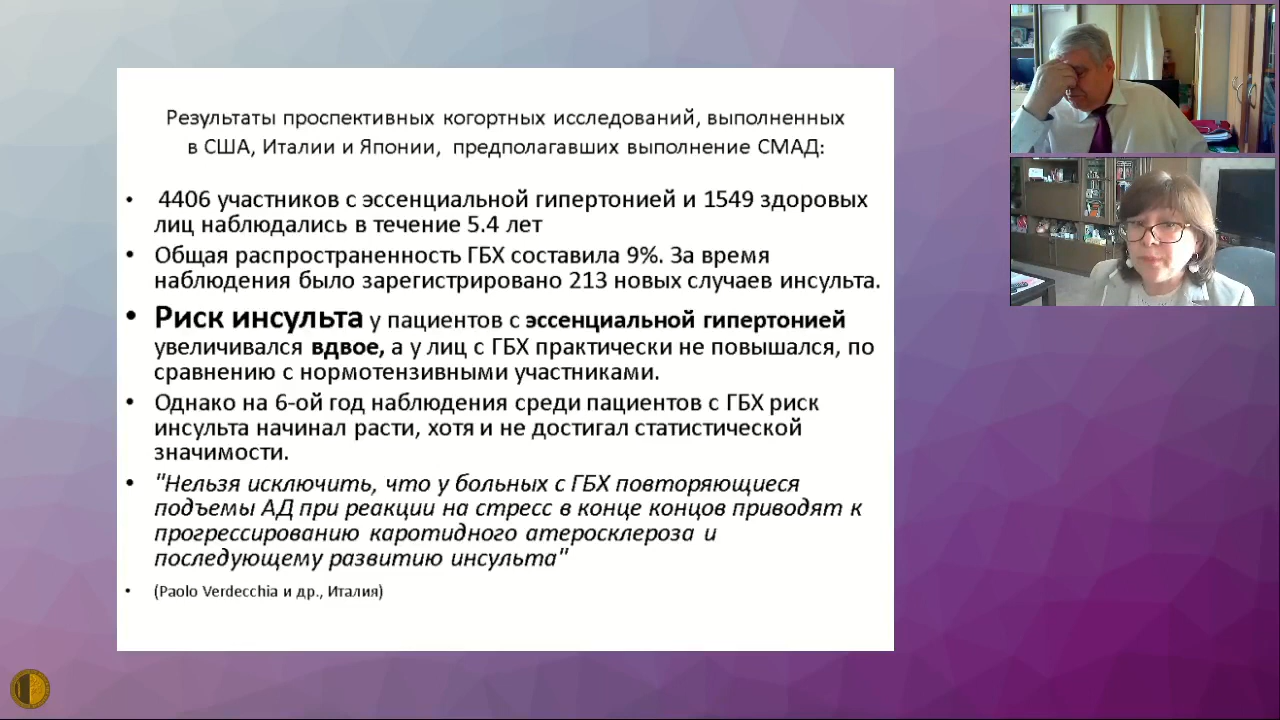 Результаты проспективных когортных исследований, выполненных
в США, Италии и Японии, предполагавших выполнение СМАД:
• 4406 участников с эссенциальной гипертонией и 1549 здоровых
лиц наблюдались в течение 5.4 лет
• Общая распространенность ГБХ составила 9%. За время
наблюдения было зарегистрировано 213 новых случаев инсульта.
• Риск инсульта у пациентов с эссенциальной гипертонией
увеличивался вдвое, а у лиц с ГБХ практически не повышался, по
сравнению с нормотензивными участниками.
• Однако на 6-ой год наблюдения среди пациентов с ГБХ риск
инсульта начинал расти, хотя и не достигал статистической
значимости.
• "Нельзя исключить, что у больных с ГБХ повторяющиеся
подъемы АД при реакции на стресс в конце концов приводят к
прогрессированию каротидного атеросклероза и
последующему развитию инсульта"
• (Paolo Verdecchia и др., Италия)